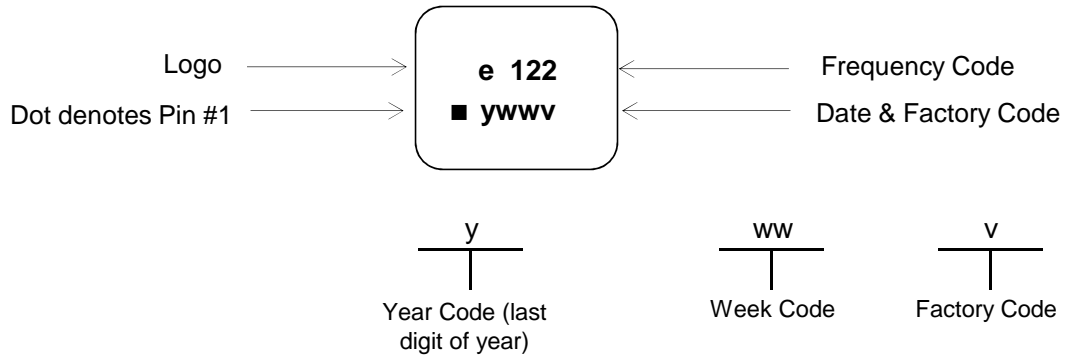 Logo
e 122
Frequency Code
Dot denotes Pin #1
■ ywwv
Date & Factory Code
y
ww
v
Year Code (last
digit of year)
Week Code
Factory Code